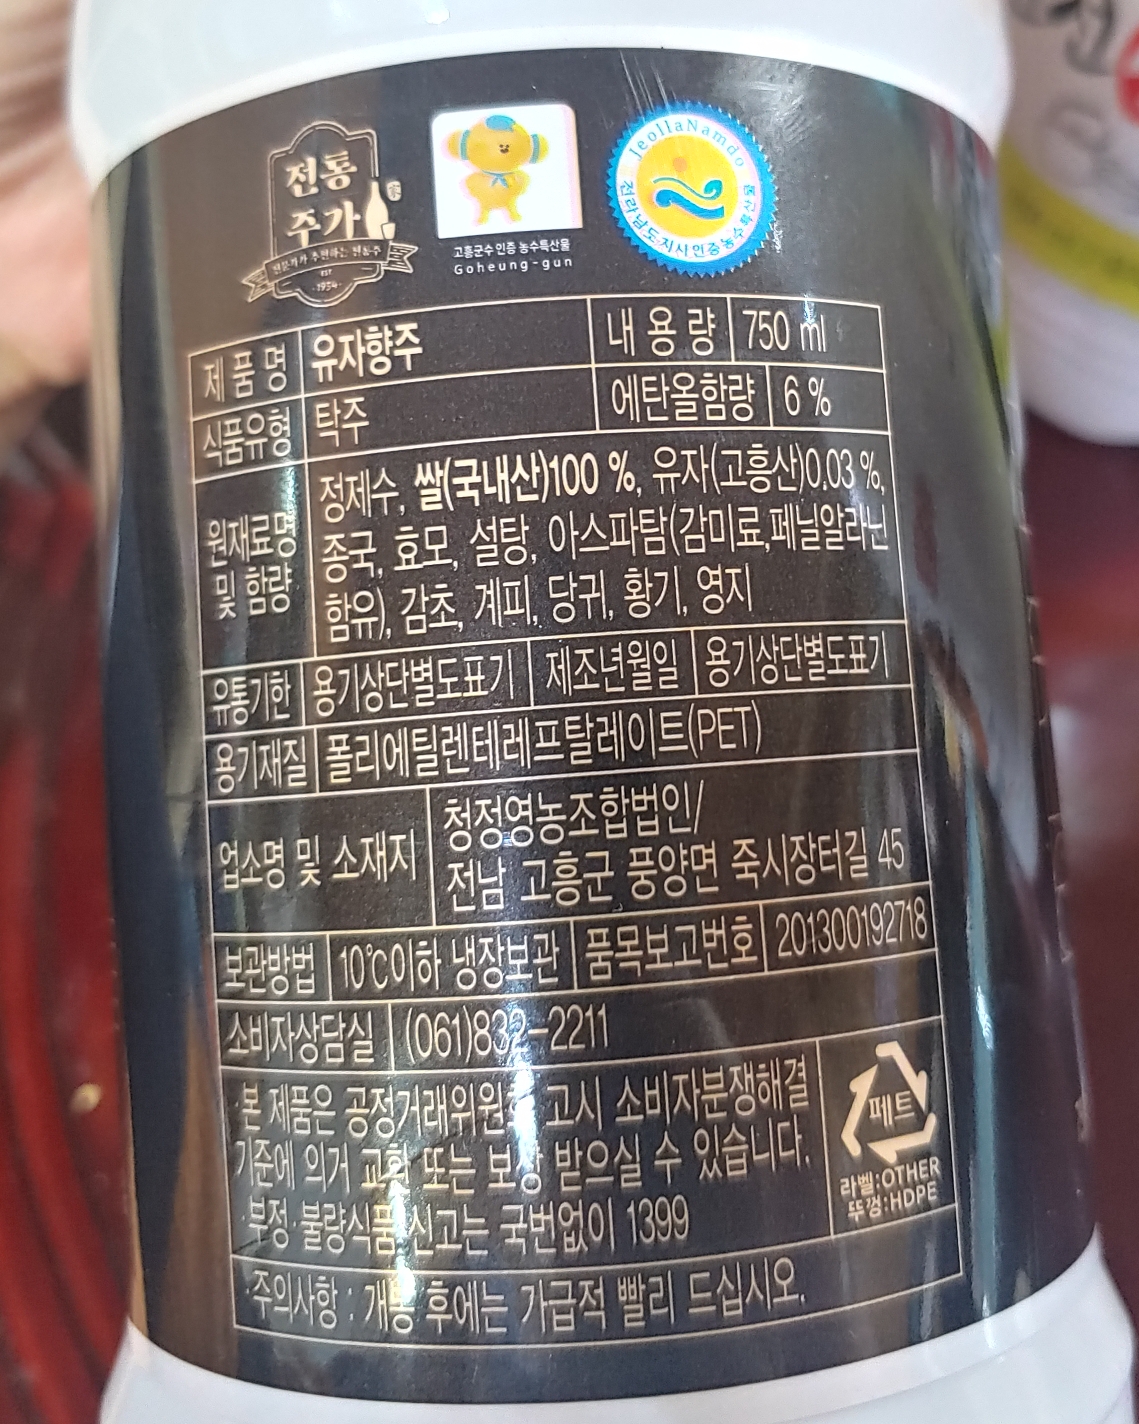 전통
주가
전문가가 추천하는 전통주
EST
-1954-
고흥군수 인증 농수특산물
Goheung-gun
JeollaNamdo
전라남도지사인증농수특산물
제품명 유자향주 내용량 750 ml
식품유형 탁주 에탄올함량 6 %
원재료명 및 함량
정제수, 쌀(국내산)100 %, 유자(고흥산)0.03 %,
종국, 효모, 설탕, 아스파탐(감미료,페닐알라닌
함유), 감초, 계피, 당귀, 황기, 영지
유통기한 용기상단별도표기 제조년월일 용기상단별도표기
용기재질 폴리에틸렌테레프탈레이트(PET)
업소명 및 소재지
청정영농조합법인/
전남 고흥군 풍양면 죽시장터길 45
보관방법 10℃이하 냉장보관 품목보고번호 201300192718
소비자상담실 (061)832-2211
·본 제품은 공정거래위원회 고시 소비자분쟁해결
기준에 의거 교환 또는 보상 받으실 수 있습니다.
·부정·불량식품 신고는 국번없이 1399
페트
라벨:OTHER
뚜껑:HDPE
·주의사항 : 개봉 후에는 가급적 빨리 드십시오.